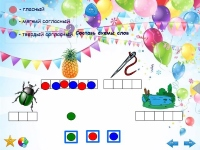 - гласный
- мягкий согласный
- твердый согласный
Составь схемы слов